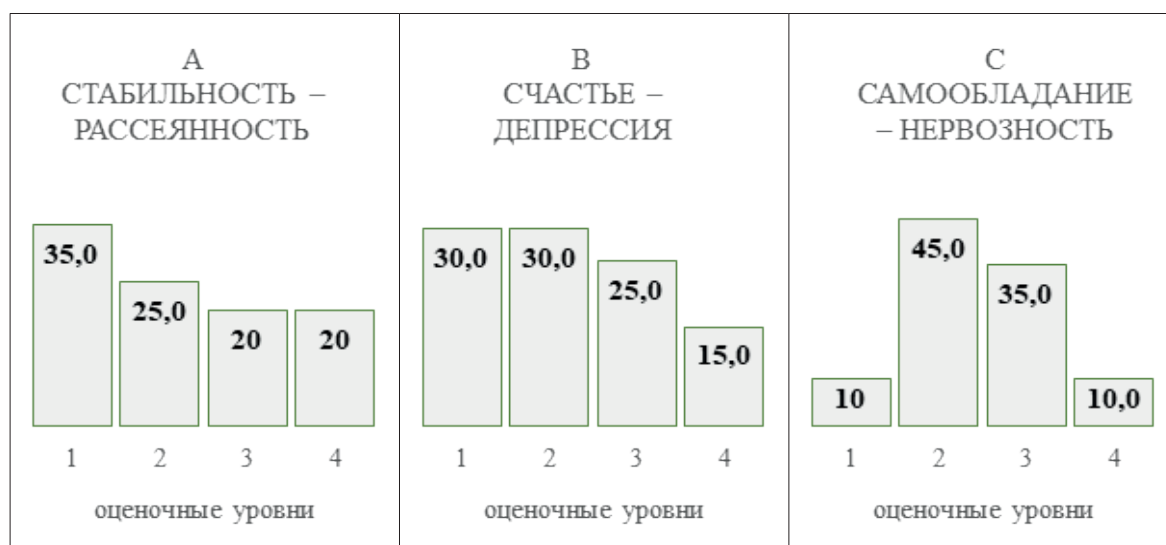 A
СТАБИЛЬНОСТЬ –
РАССЕЯННОСТЬ
35,0
25,0
20
20
1 2 3 4
оценочные уровни
B
СЧАСТЬЕ –
ДЕПРЕССИЯ
30,0
30,0
25,0
15,0
1 2 3 4
оценочные уровни
C
САМООБЛАДАНИЕ
– НЕРВОЗНОСТЬ
10
45,0
35,0
10,0
1 2 3 4
оценочные уровни